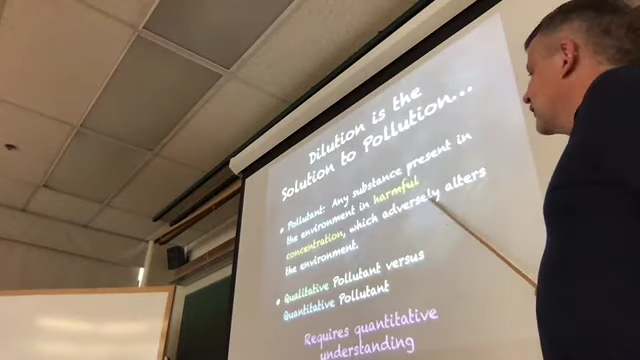 Dilution is the
Solution to Pollution...
• Pollutant: Any substance present in
the environment in harmful
concentration, which adversely alters
the environment.
• Qualitative Pollutant versus
Quantitative Pollutant
Requires quantitative
understanding